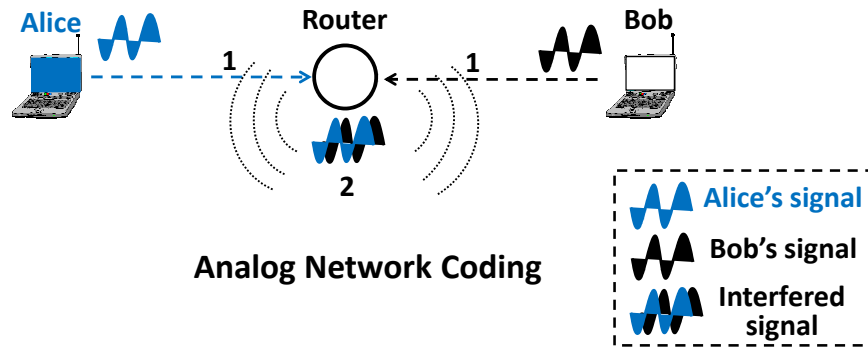 Alice
Router
Bob
1
1
2
Analog Network Coding
Alice's signal
Bob's signal
Interfered
signal